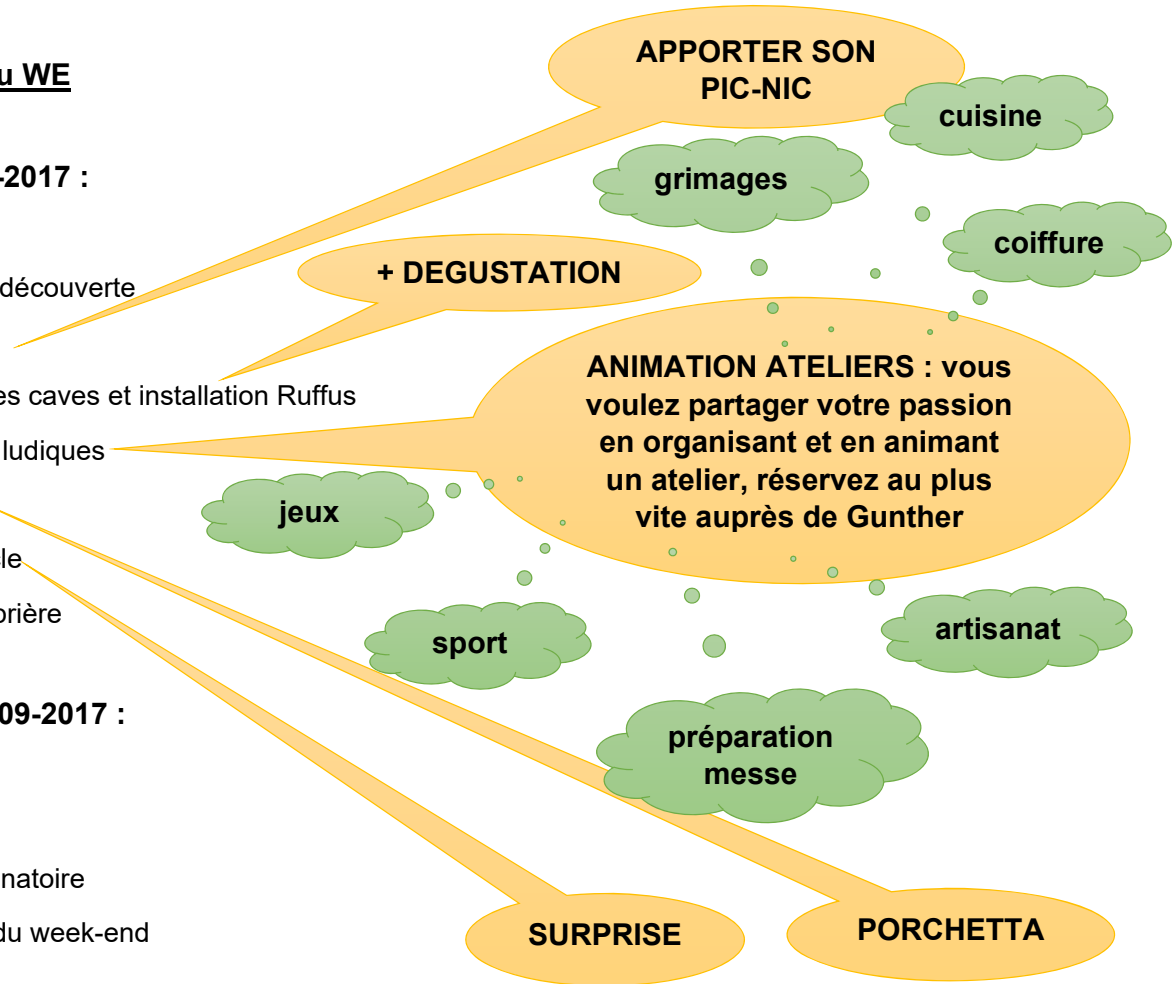 u WE
-2017 :
découverte
es caves et installation Ruffus
ludiques
cle
prière
09-2017 :
natoire
du week-end
APPORTER SON
PIC-NIC
cuisine
grimages
coiffure
+ DEGUSTATION
ANIMATION ATELIERS : vous
voulez partager votre passion
en organisant et en animant
un atelier, réservez au plus
vite auprès de Gunther
jeux
sport
artisanat
préparation
messe
SURPRISE
PORCHETTA